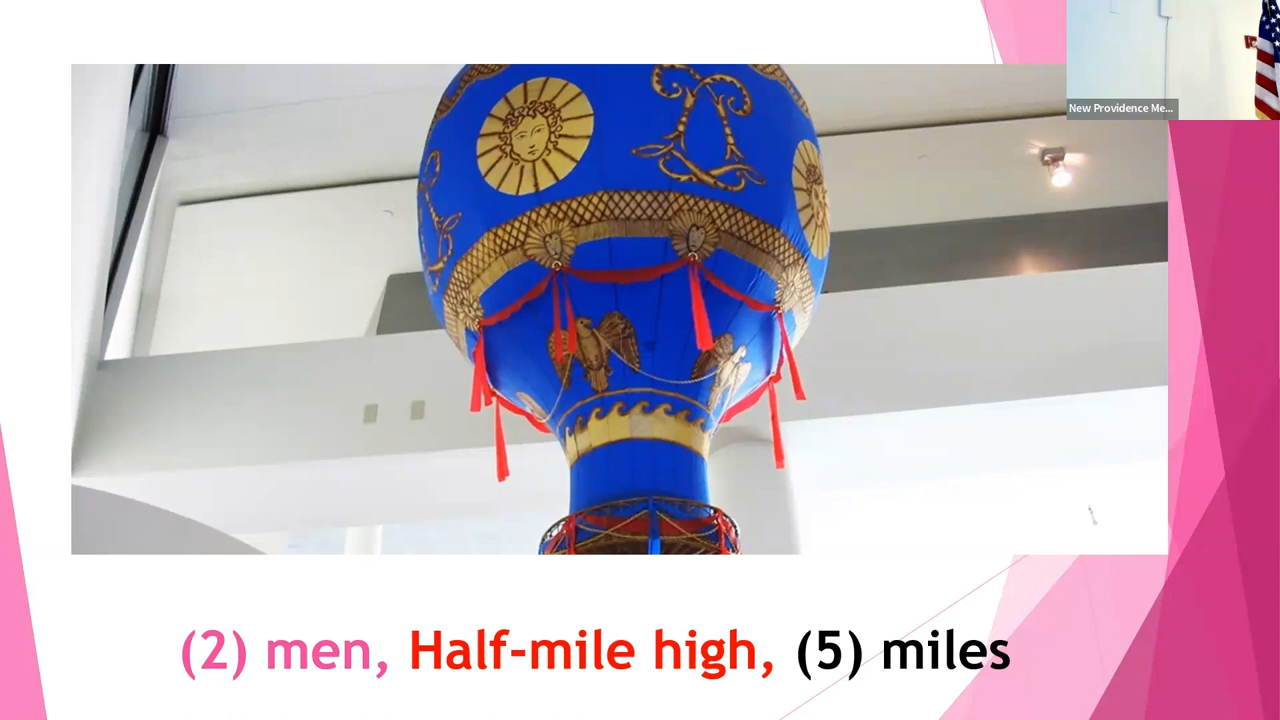 New Providence Me...
(2) men, Half-mile high, (5) miles